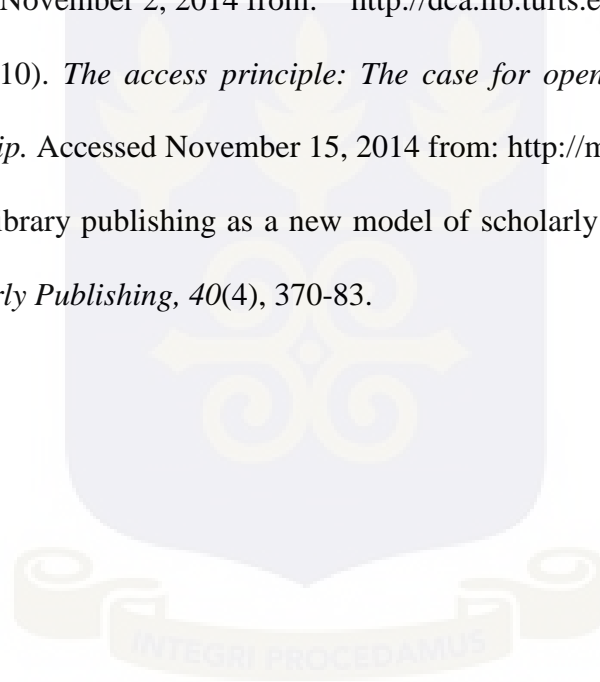 November 2, 2014 from: http://dca.lib.tufts.e
10). The access principle: The case for open
ip. Accessed November 15, 2014 from: http://m
ibrary publishing as a new model of scholarly
rly Publishing, 40(4), 370-83.
INTEGRI PROCEDAMUS